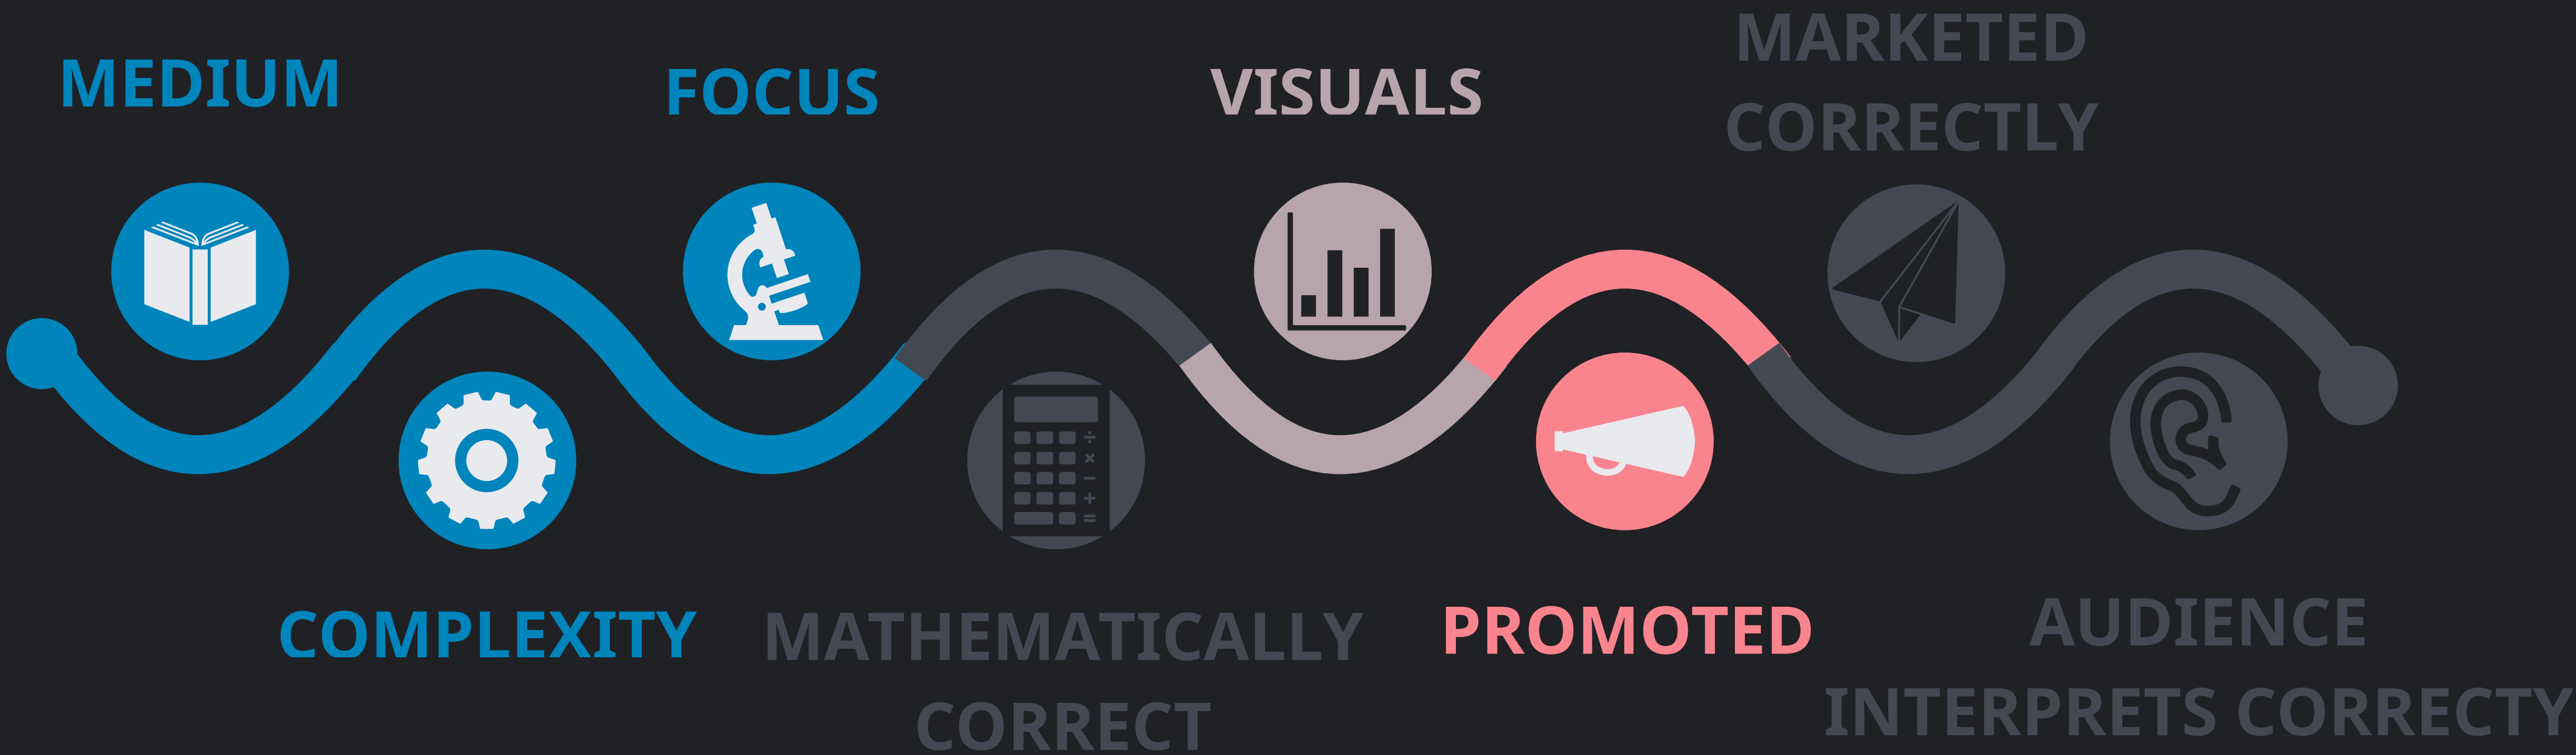 MEDIUM
COMPLEXITY
FOCUS
MATHEMATICALLY
CORRECT
VISUALS
PROMOTED
MARKETED
CORRECTLY
AUDIENCE
INTERPRETS CORRECTY